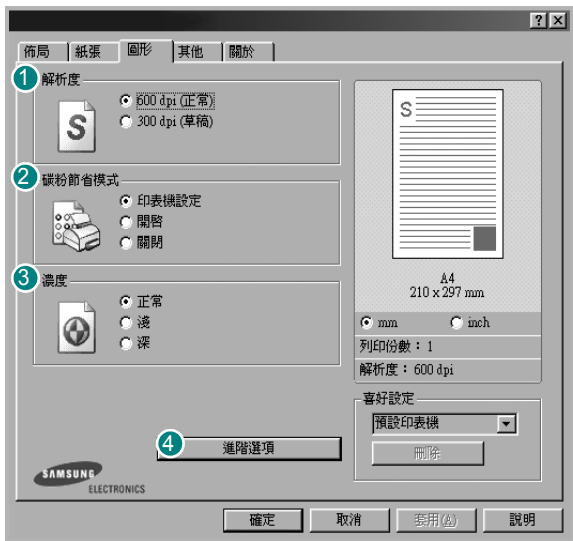 ? X
佈局 紙張 圖形 其他 關於
1 解析度
S
600 dpi (正常)
300 dpi (草稿)
2 碳粉節省模式
印表機設定
開啓
關閉
3 濃度
正常
淺
深
4 進階選項
SAMSUNG
ELECTRONICS
S
A4
210 x 297 mm
mm inch
列印份數：1
解析度：600 dpi
喜好設定
預設印表機
刪除
確定 取消 套用(A) 說明